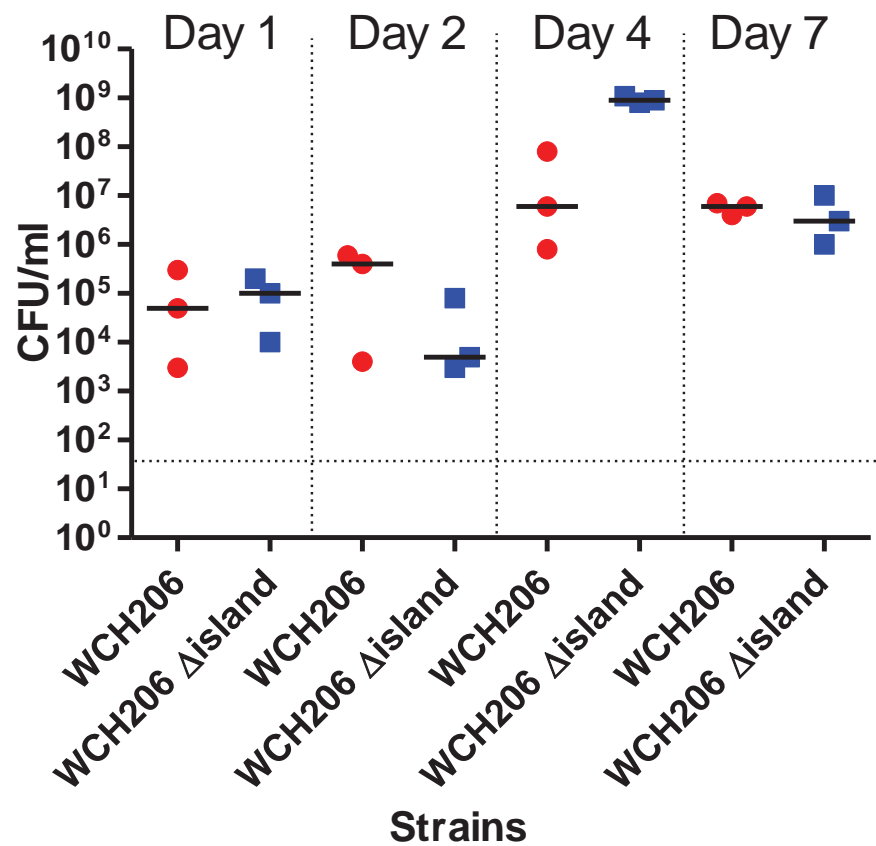 Day 1 Day 2 Day 4 Day 7
CFU/ml
10¹⁰
10⁹
10⁸
10⁷
10⁶
10⁵
10⁴
10³
10²
10¹
10⁰
WCH206
WCH206 Δisland
WCH206
WCH206 Δisland
WCH206
WCH206 Δisland
WCH206
WCH206 Δisland
Strains